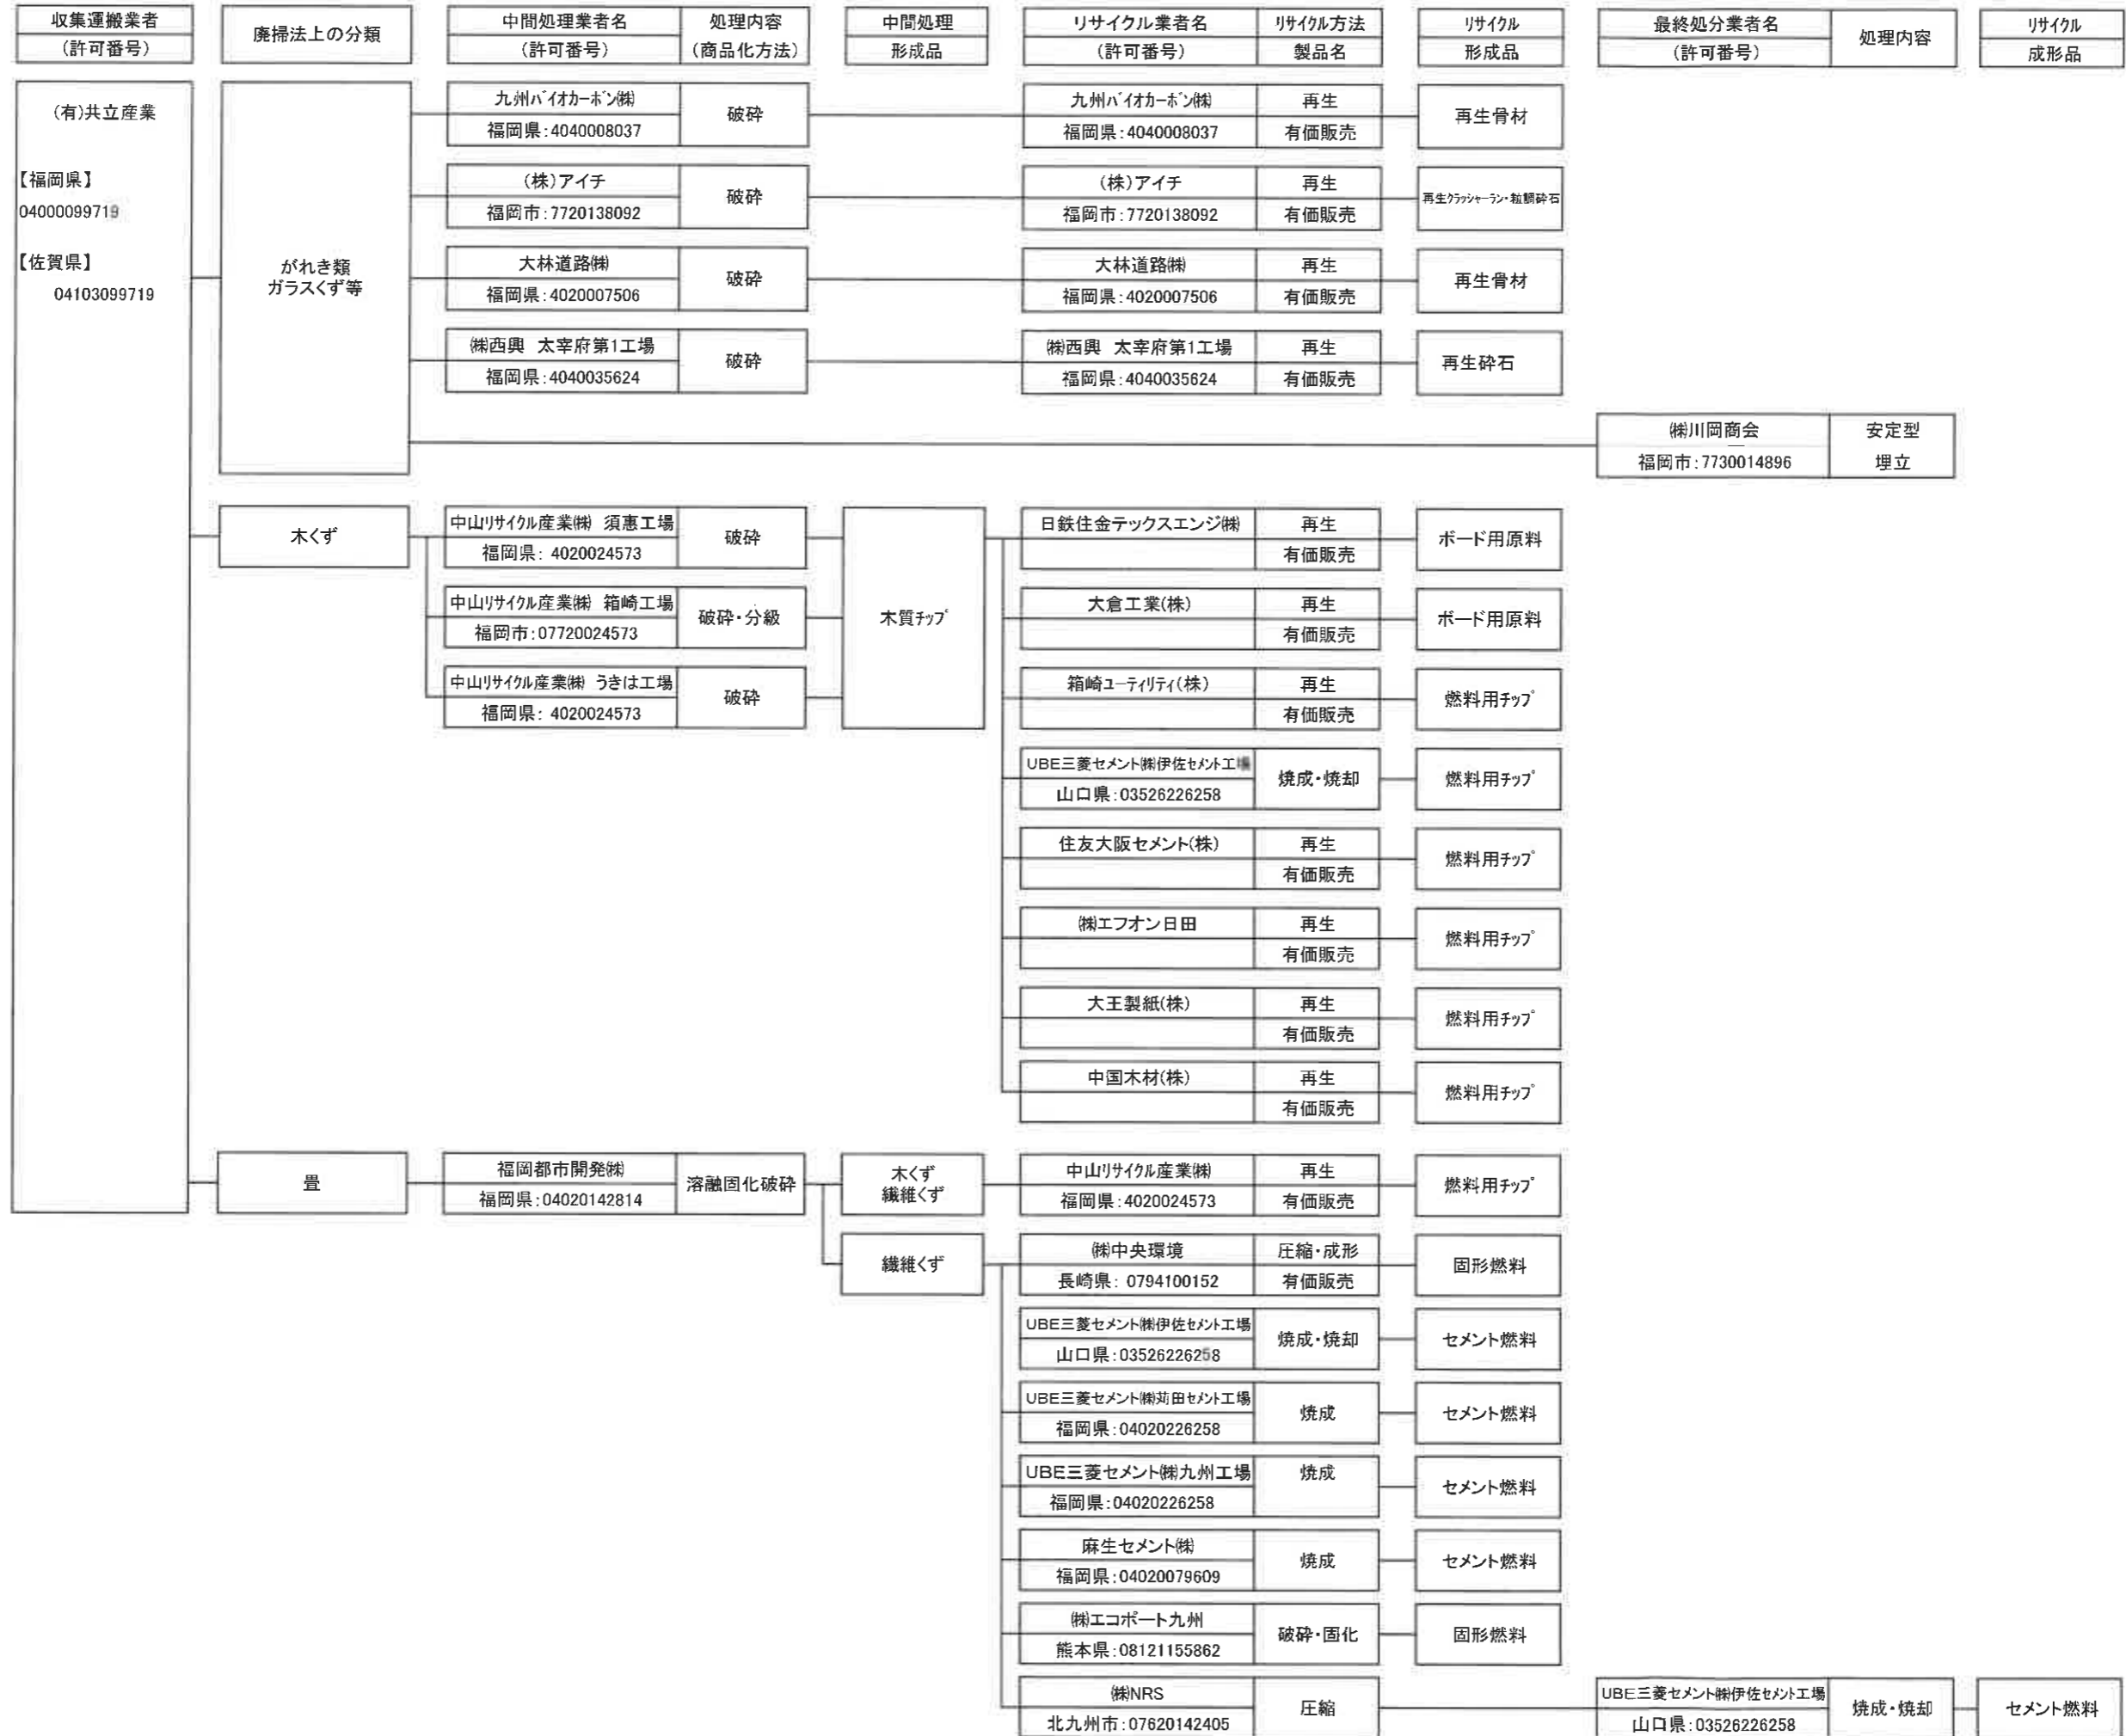 収集運搬業者
(許可番号)
廃掃法上の分類
中間処理業者名
(許可番号)
処理内容
(商品化方法)
中間処理
形成品
リサイクル業者名
(許可番号)
リサイクル方法
製品名
リサイクル
形成品
最終処分業者名
(許可番号)
処理内容
リサイクル
成形品
(有)共立産業
【福岡県】
04000099719
【佐賀県】
04103099719
がれき類
ガラスくず等
九州バイオカーボン㈱
福岡県:4040008037
破砕
九州バイオカーボン㈱
福岡県:4040008037
再生
有価販売
再生骨材
(株)アイチ
福岡市:7720138092
破砕
(株)アイチ
福岡市:7720138092
再生
有価販売
再生クラッシャーラン・粒調砕石
大林道路㈱
福岡県:4020007506
破砕
大林道路㈱
福岡県:4020007506
再生
有価販売
再生骨材
㈱西興 太宰府第1工場
福岡県:4040035624
破砕
㈱西興 太宰府第1工場
福岡県:4040035624
再生
有価販売
再生砕石
㈱川岡商会
福岡市:7730014896
安定型
埋立
木くず
中山リサイクル産業㈱ 須惠工場
福岡県: 4020024573
破砕
中山リサイクル産業㈱ 箱崎工場
福岡市:07720024573
破砕・分級
中山リサイクル産業㈱ うきは工場
福岡県: 4020024573
破砕
木質チップ
日鉄住金テックスエンジ㈱
再生
有価販売
ボード用原料
大倉工業(株)
再生
有価販売
ボード用原料
箱崎ユーティリティ(株)
再生
有価販売
燃料用チップ
UBE三菱セメント㈱伊佐セメント工場
山口県:03526226258
焼成・焼却
燃料用チップ
住友大阪セメント(株)
再生
有価販売
燃料用チップ
㈱エフオン日田
再生
有価販売
燃料用チップ
大王製紙(株)
再生
有価販売
燃料用チップ
中国木材(株)
再生
有価販売
燃料用チップ
畳
福岡都市開発㈱
福岡県:04020142814
溶融固化破砕
木くず
繊維くず
中山リサイクル産業㈱
福岡県:4020024573
再生
有価販売
燃料用チップ
繊維くず
㈱中央環境
長崎県: 0794100152
圧縮・成形
有価販売
固形燃料
UBE三菱セメント㈱伊佐セメント工場
山口県:03526226258
焼成・焼却
セメント燃料
UBE三菱セメント㈱苅田セメント工場
福岡県:04020226258
焼成
セメント燃料
UBE三菱セメント㈱九州工場
福岡県:04020226258
焼成
セメント燃料
麻生セメント㈱
福岡県:04020079609
焼成
セメント燃料
㈱エコポート九州
熊本県:08121155862
破砕・固化
固形燃料
㈱NRS
北九州市:07620142405
圧縮
UBE三菱セメント㈱伊佐セメント工場
山口県:03526226258
焼成・焼却
セメント燃料